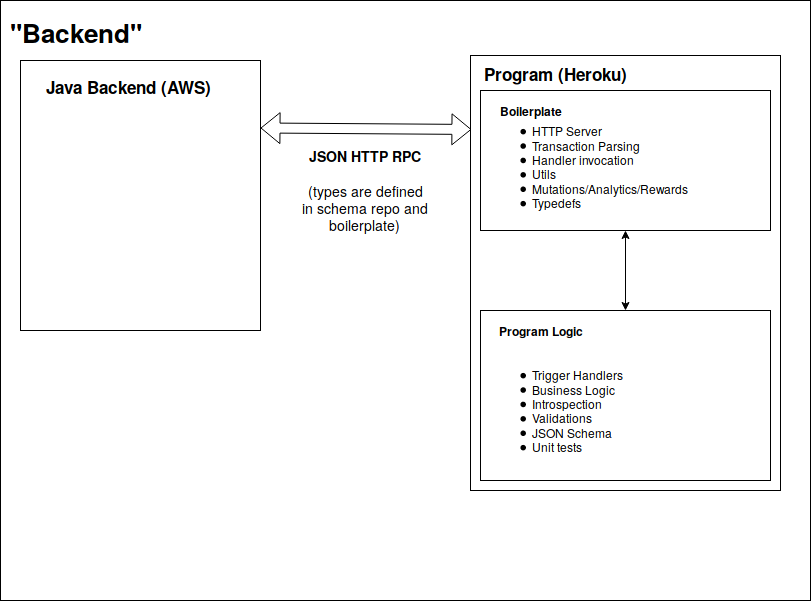 "Backend"
Java Backend (AWS)
JSON HTTP RPC
(types are defined
in schema repo and
boilerplate)
Program (Heroku)
Boilerplate
HTTP Server
Transaction Parsing
Handler invocation
Utils
Mutations/Analytics/Rewards
Typedefs
Program Logic
Trigger Handlers
Business Logic
Introspection
Validations
JSON Schema
Unit tests